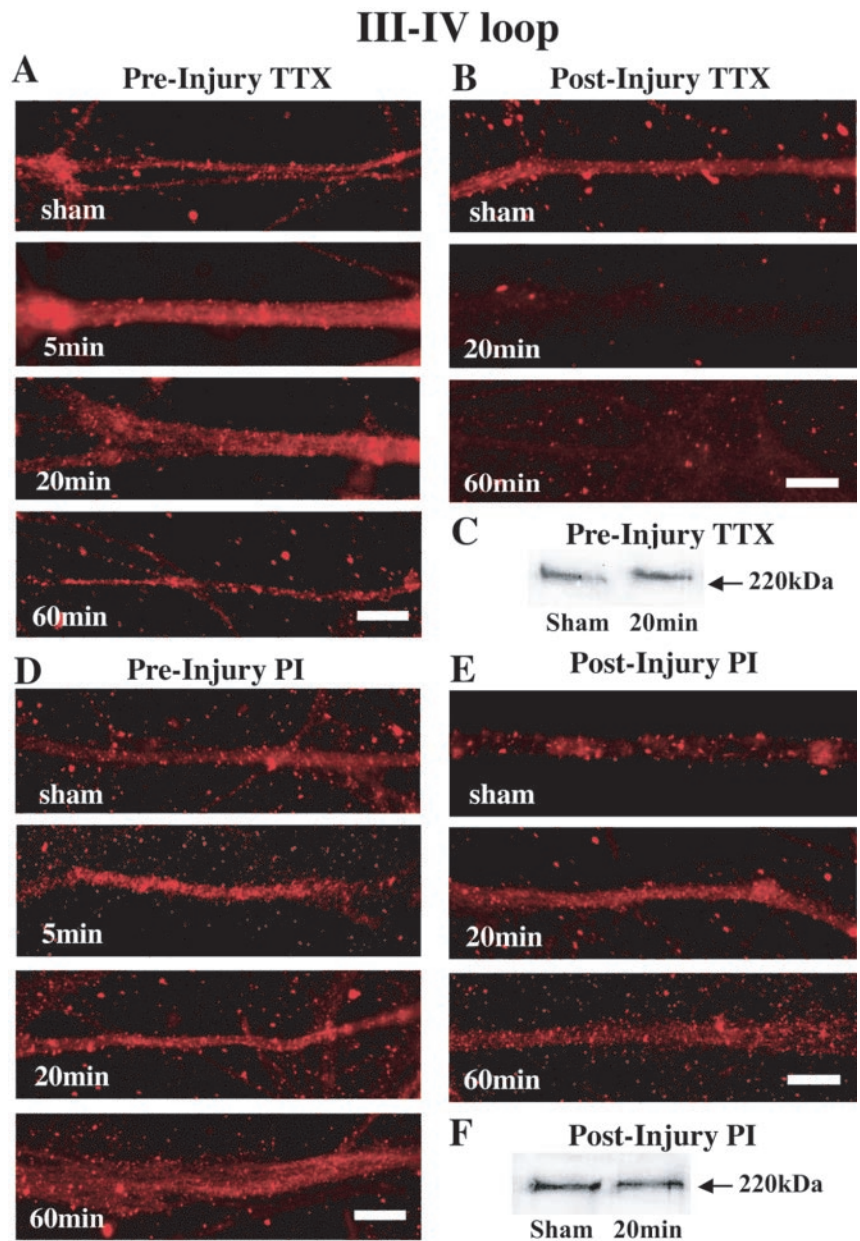 III-IV loop
A
Pre-Injury TTX
sham
5min
20min
60min
B
Post-Injury TTX
sham
20min
60min
C
Pre-Injury TTX
← 220kDa
Sham 20min
D
Pre-Injury PI
sham
5min
20min
60min
E
Post-Injury PI
sham
20min
60min
F
Post-Injury PI
← 220kDa
Sham 20min